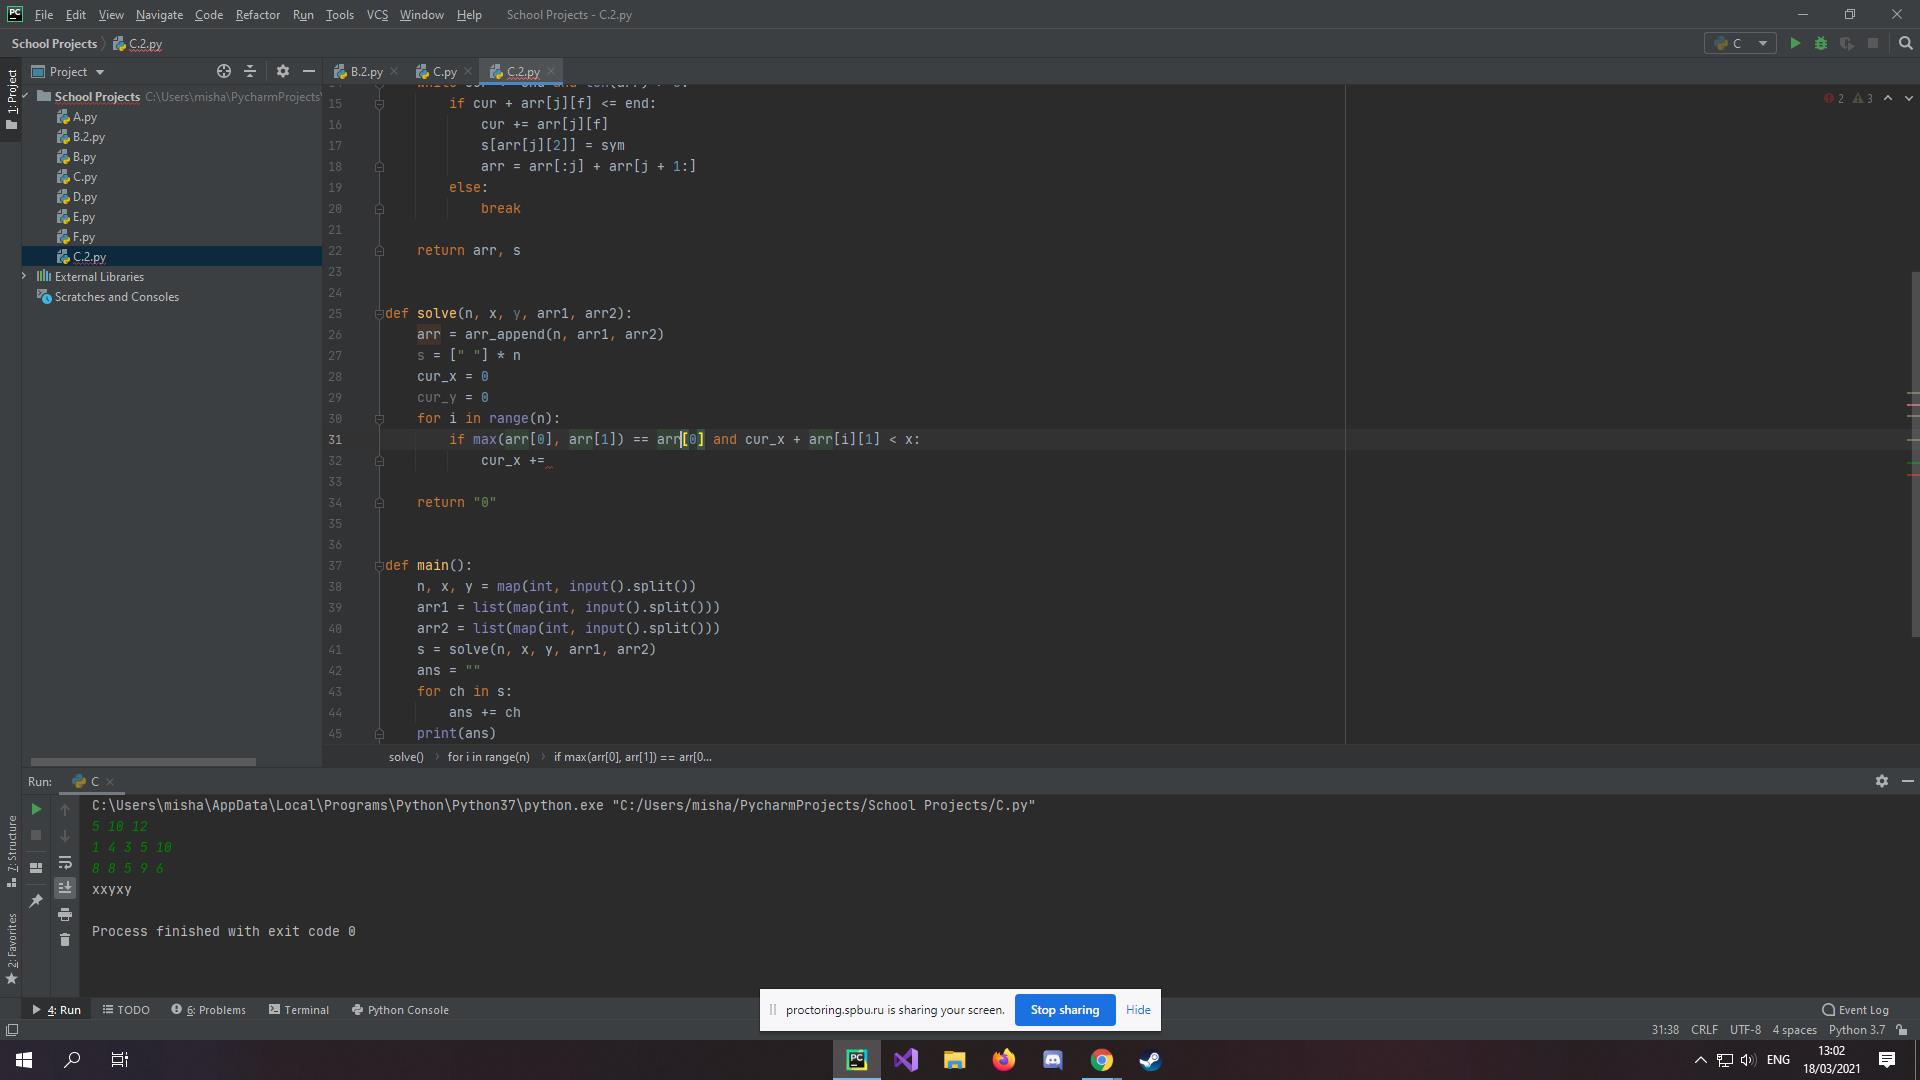 PC File Edit View Navigate Code Refactor Run Tools VCS Window Help School Projects - C.2.py
School Projects C.2.py
C
1: Project
Project
B.2.py C.py C.2.py
School Projects C:\Users\misha\PycharmProjects\
A.py
B.2.py
B.py
C.py
D.py
E.py
F.py
C.2.py
External Libraries
Scratches and Consoles
2 3
15 if cur + arr[j][f] <= end:
16 cur += arr[j][f]
17 s[arr[j][2]] = sym
18 arr = arr[:j] + arr[j + 1:]
19 else:
20 break
21
22 return arr, s
23
24
25 def solve(n, x, y, arr1, arr2):
26 arr = arr_append(n, arr1, arr2)
27 s = [" "] * n
28 cur_x = 0
29 cur_y = 0
30 for i in range(n):
31 if max(arr[0], arr[1]) == arr[0] and cur_x + arr[i][1] < x:
32 cur_x +=
33
34 return "0"
35
36
37 def main():
38 n, x, y = map(int, input().split())
39 arr1 = list(map(int, input().split()))
40 arr2 = list(map(int, input().split()))
41 s = solve(n, x, y, arr1, arr2)
42 ans = ""
43 for ch in s:
44 ans += ch
45 print(ans)
solve() for i in range(n) if max(arr[0], arr[1]) == arr[0...
Run: C
C:\Users\misha\AppData\Local\Programs\Python\Python37\python.exe "C:/Users/misha/PycharmProjects/School Projects/C.py"
5 10 12
1 4 3 5 10
8 8 5 9 6
xxyxy
Process finished with exit code 0
7: Structure
2: Favorites
proctoring.spbu.ru is sharing your screen. Stop sharing Hide
4: Run TODO 6: Problems Terminal Python Console Event Log
31:38 CRLF UTF-8 4 spaces Python 3.7
PC ENG 13:02
18/03/2021